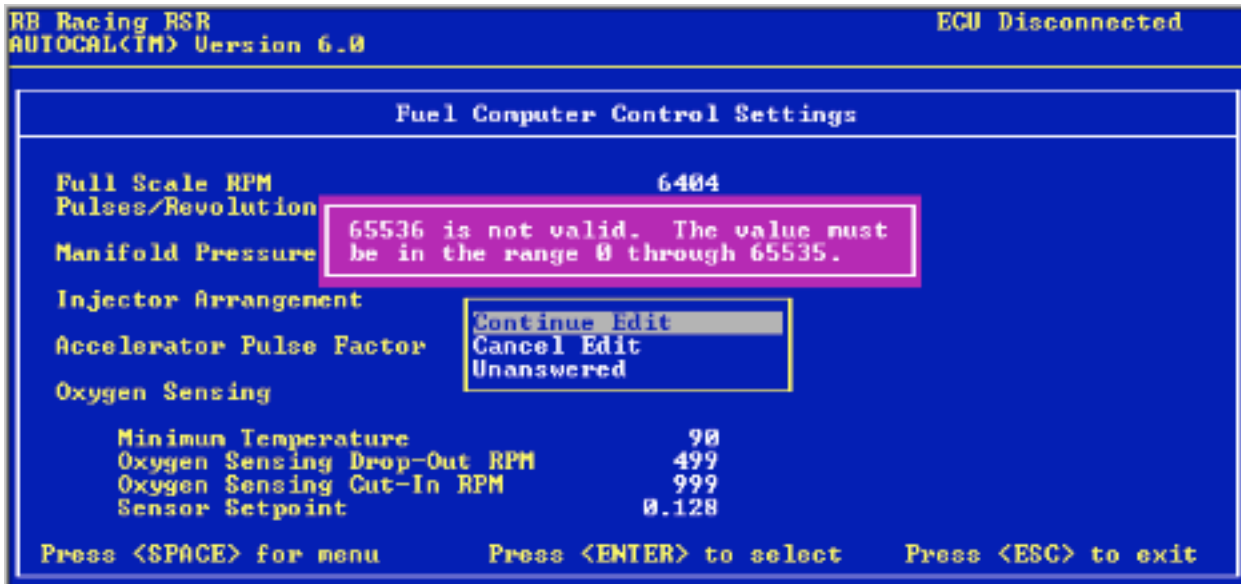 RB Racing RSR ECU Disconnected
AUTOCAL(TM) Version 6.0
Fuel Computer Control Settings
Full Scale RPM 6404
Pulses/Revolution
65536 is not valid. The value must
Manifold Pressure be in the range 0 through 65535.
Injector Arrangement
Continue Edit
Accelerator Pulse Factor Cancel Edit
Unanswered
Oxygen Sensing
Minimum Temperature 90
Oxygen Sensing Drop-Out RPM 499
Oxygen Sensing Cut-In RPM 999
Sensor Setpoint 0.128
Press <SPACE> for menu Press <ENTER> to select Press <ESC> to exit